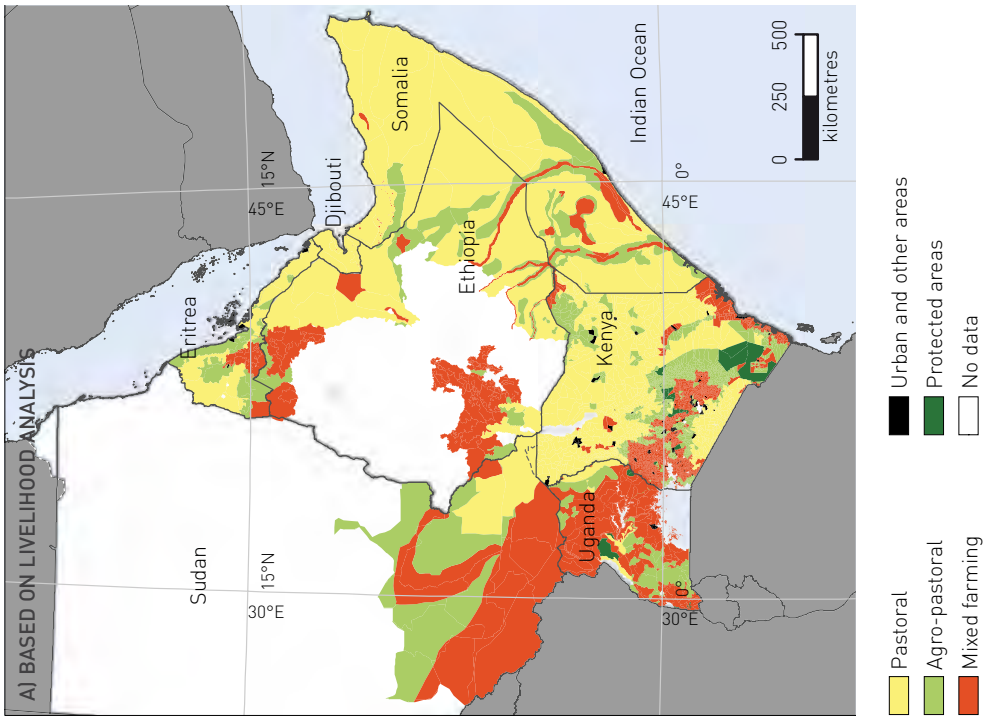 A) BASED ON LIVELIHOOD ANALYSIS
Eritrea
Djibouti
Somalia
Sudan
Ethiopia
Kenya
Uganda
Indian Ocean
15°N
45°E
15°N
30°E
0°
45°E
0°
30°E
0 250 500
kilometres
Pastoral
Agro-pastoral
Mixed farming
Urban and other areas
Protected areas
No data